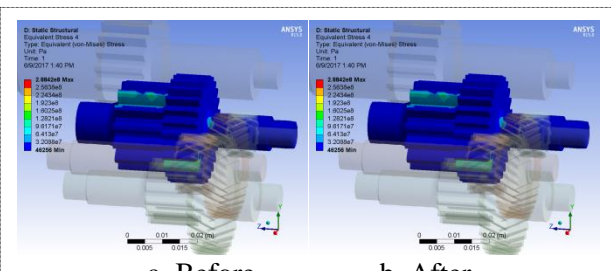 D: Static Structural
Equivalent Stress 4
Type: Equivalent (von-Mises) Stress
Unit: Pa
Time: 1
6/9/2017 1:40 PM
2.8842e8 Max
2.5638e8
2.2434e8
1.923e8
1.6025e8
1.2821e8
9.6171e7
6.413e7
3.2088e7
46256 Min
ANSYS
0 0.01 0.02 (m)
0.005 0.015
Y
Z
D: Static Structural
Equivalent Stress 4
Type: Equivalent (von-Mises) Stress
Unit: Pa
Time: 1
6/9/2017 1:40 PM
2.8842e8 Max
2.5638e8
2.2434e8
1.923e8
1.6025e8
1.2821e8
9.6171e7
6.413e7
3.2088e7
46256 Min
ANSYS
0 0.01 0.02 (m)
0.005 0.015
Y
Z
a. Before b. After